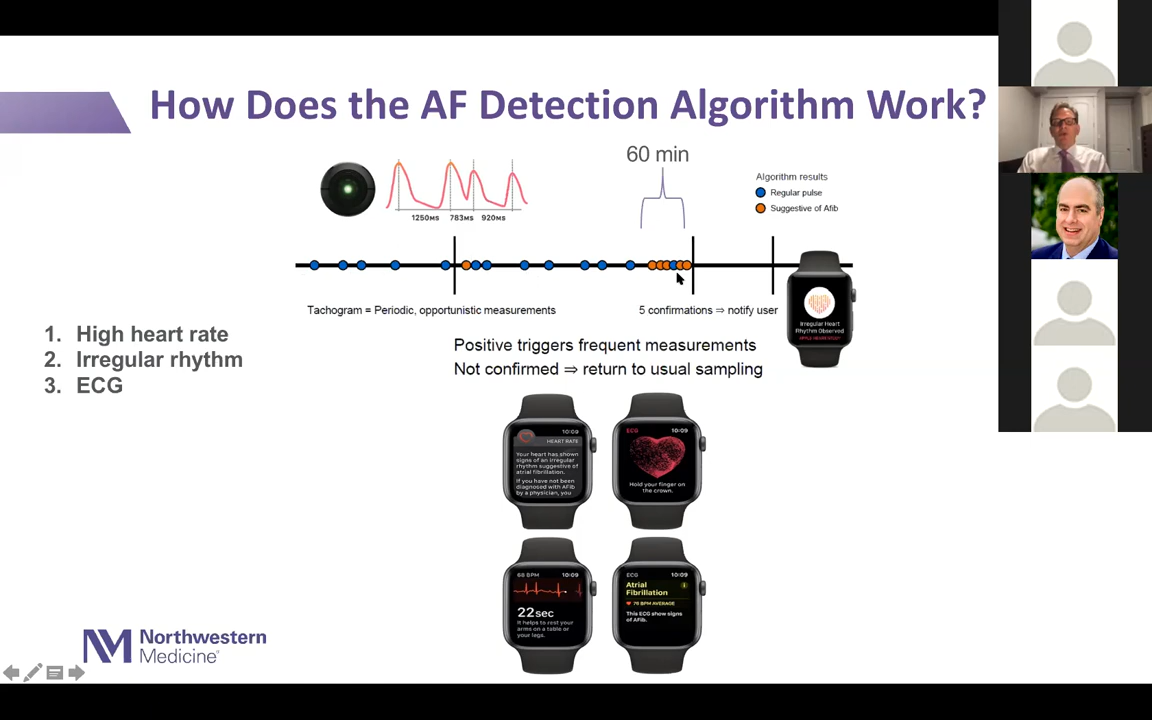 How Does the AF Detection Algorithm Work?
60 min
Algorithm results
Regular pulse
Suggestive of Afib
1250MS 783MS 920MS
Tachogram = Periodic, opportunistic measurements
5 confirmations ⇒ notify user
Irregular Heart
Rhythm Observed
APPLE HEART STUDY
1. High heart rate
2. Irregular rhythm
3. ECG
Positive triggers frequent measurements
Not confirmed ⇒ return to usual sampling
10:09
HEART RATE
Your heart has shown
signs of an irregular
rhythm suggestive of
atrial fibrillation.
If you have not been
diagnosed with AFib
by a physician, you
ECG 10:09
Hold your finger on
the crown.
68 BPM 10:09
22sec
It helps to rest your
arms on a table or
your legs.
ECG 10:09
Atrial
Fibrillation
76 BPM AVERAGE
This ECG show signs
of AFib.
Northwestern
Medicine®